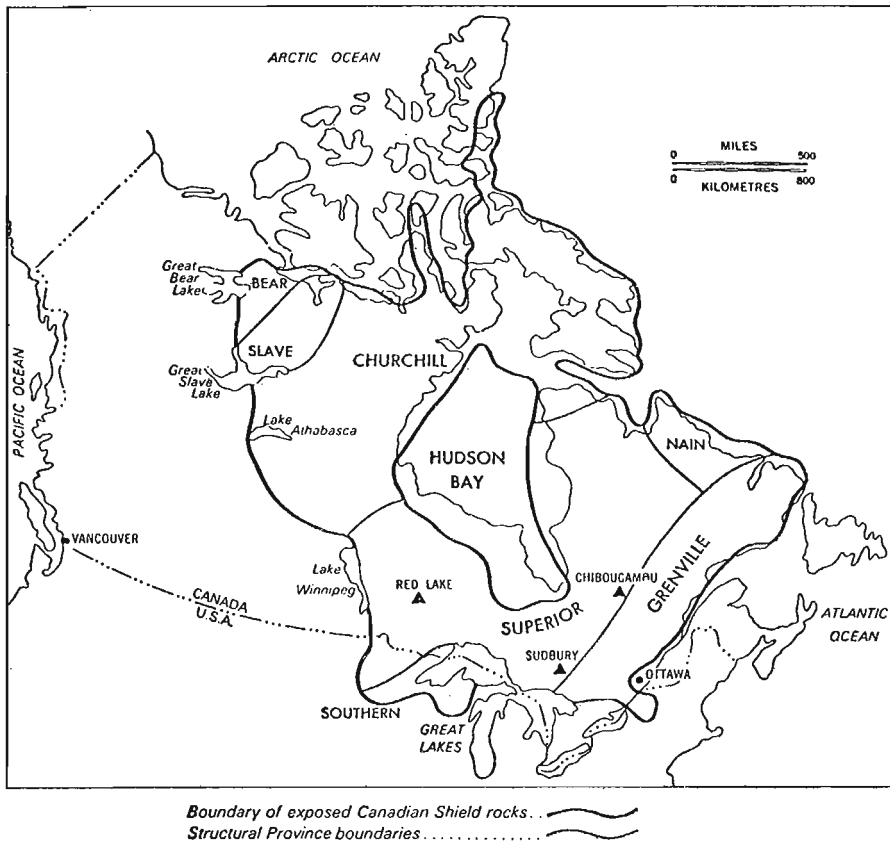 ARCTIC OCEAN
MILES
0 500
0 800
KILOMETRES
Great
Bear
Lake
BEAR
SLAVE
Great
Slave
Lake
CHURCHILL
Lake
Athabasca
PACIFIC OCEAN
HUDSON
BAY
NAIN
VANCOUVER
Lake
Winnipeg
RED LAKE
CHIBOUGAMAU
GRENVILLE
CANADA
U.S.A.
SUPERIOR
ATLANTIC
OCEAN
SUDBURY
OTTAWA
SOUTHERN
GREAT
LAKES
Boundary of exposed Canadian Shield rocks..
Structural Province boundaries.............